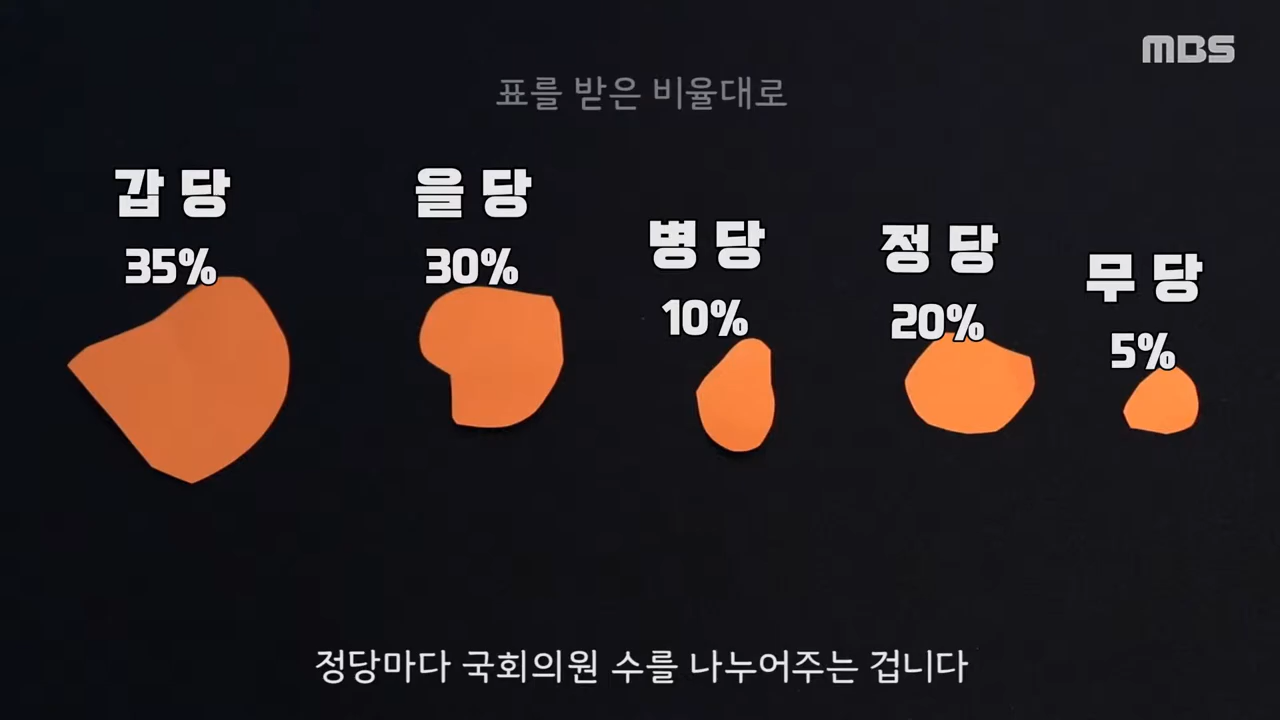 MBS
표를 받은 비율대로
갑당
35%
을당
30%
병당
10%
정당
20%
무당
5%
정당마다 국회의원 수를 나누어주는 겁니다